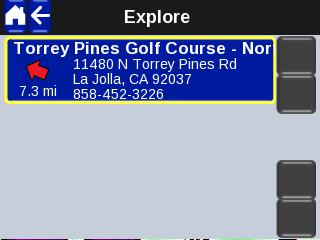 Explore
Torrey Pines Golf Course - Nor
11480 N Torrey Pines Rd
La Jolla, CA 92037
7.3 mi
858-452-3226